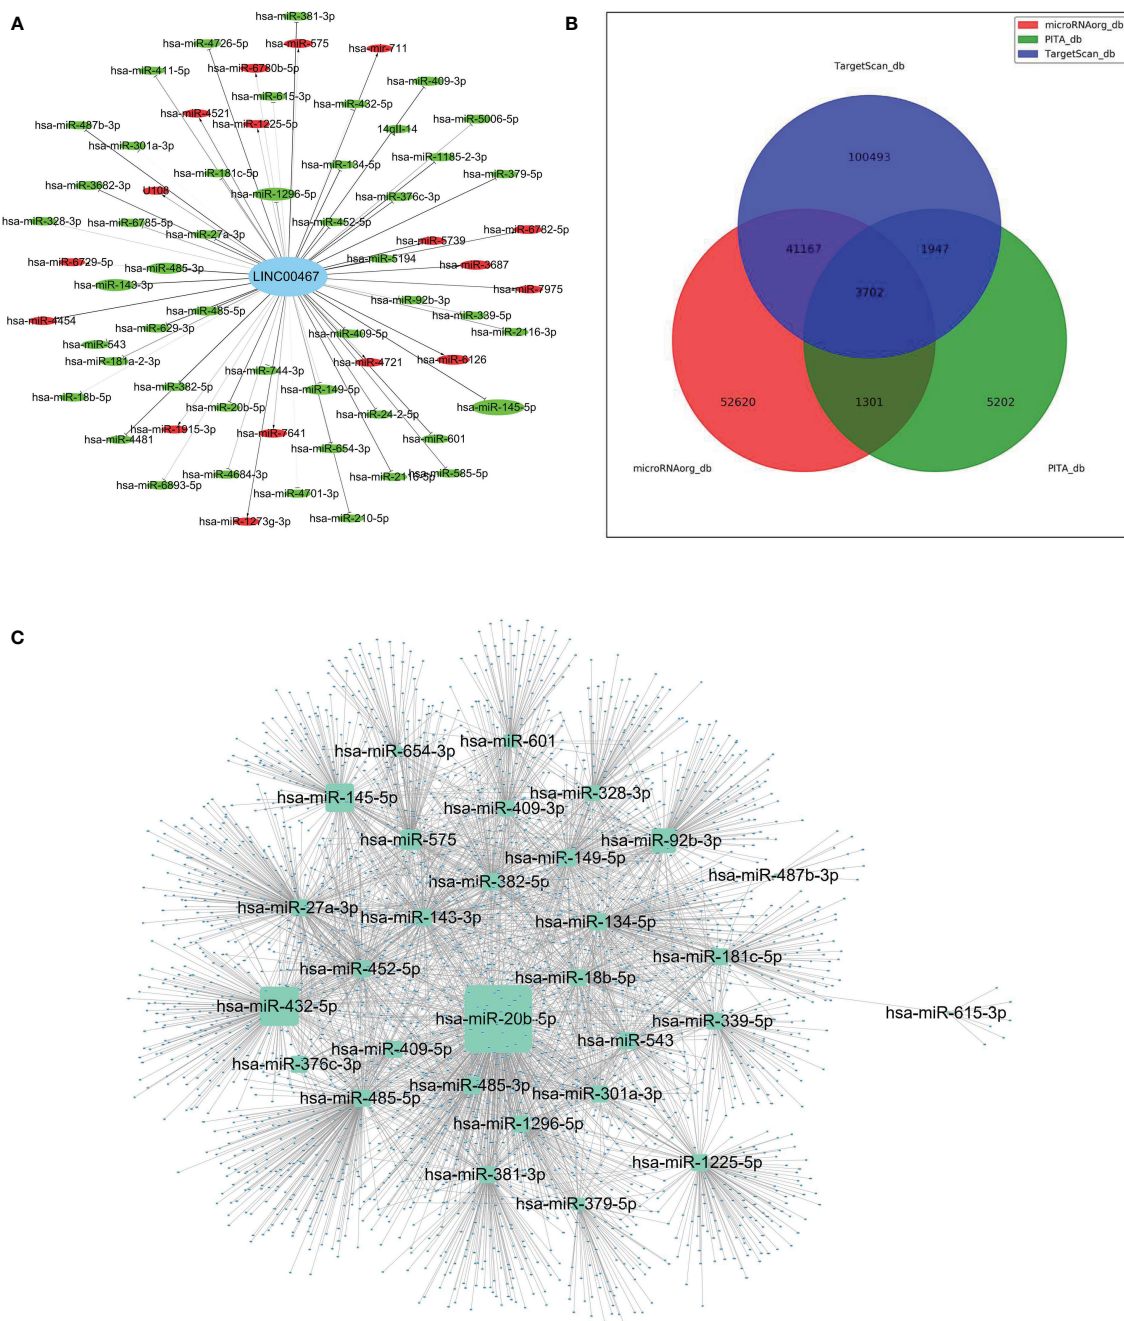 A
hsa-miR-381-3p
hsa-miR-4726-5p
hsa-miR-575
hsa-mir-711
hsa-miR-411-5p
hsa-miR-6780b-5p
hsa-miR-409-3p
hsa-miR-615-3p
hsa-miR-432-5p
hsa-miR-4521
hsa-miR-5006-5p
hsa-miR-487b-3p
hsa-miR-1225-5p
14qII-14
hsa-miR-301a-3p
hsa-miR-1185-2-3p
hsa-miR-134-5p
hsa-miR-181c-5p
hsa-miR-379-5p
hsa-miR-3682-3p
U108
hsa-miR-1296-5p
hsa-miR-376c-3p
hsa-miR-328-3p
hsa-miR-6785-5p
hsa-miR-452-5p
hsa-miR-6782-5p
hsa-miR-27a-3p
hsa-miR-5739
hsa-miR-6729-5p
hsa-miR-485-3p
hsa-miR-5194
hsa-miR-3687
LINC00467
hsa-miR-143-3p
hsa-miR-7975
hsa-miR-92b-3p
hsa-miR-485-5p
hsa-miR-339-5p
hsa-miR-4454
hsa-miR-629-3p
hsa-miR-409-5p
hsa-miR-2116-3p
hsa-miR-543
hsa-miR-181a-2-3p
hsa-miR-4721
hsa-miR-6126
hsa-miR-744-3p
hsa-miR-382-5p
hsa-miR-149-5p
hsa-miR-18b-5p
hsa-miR-20b-5p
hsa-miR-145-5p
hsa-miR-24-2-5p
hsa-miR-1915-3p
hsa-miR-7641
hsa-miR-4481
hsa-miR-601
hsa-miR-654-3p
hsa-miR-4684-3p
hsa-miR-2116-5p
hsa-miR-585-5p
hsa-miR-6893-5p
hsa-miR-4701-3p
hsa-miR-1273g-3p
hsa-miR-210-5p
B
microRNAorg_db
PITA_db
TargetScan_db
TargetScan_db
100493
41167
1947
3702
52620
1301
5202
microRNAorg_db
PITA_db
C
hsa-miR-601
hsa-miR-654-3p
hsa-miR-328-3p
hsa-miR-145-5p
hsa-miR-409-3p
hsa-miR-575
hsa-miR-92b-3p
hsa-miR-149-5p
hsa-miR-487b-3p
hsa-miR-382-5p
hsa-miR-27a-3p
hsa-miR-143-3p
hsa-miR-134-5p
hsa-miR-181c-5p
hsa-miR-452-5p
hsa-miR-18b-5p
hsa-miR-432-5p
hsa-miR-20b-5p
hsa-miR-615-3p
hsa-miR-339-5p
hsa-miR-543
hsa-miR-409-5p
hsa-miR-376c-3p
hsa-miR-485-3p
hsa-miR-301a-3p
hsa-miR-485-5p
hsa-miR-1296-5p
hsa-miR-1225-5p
hsa-miR-381-3p
hsa-miR-379-5p